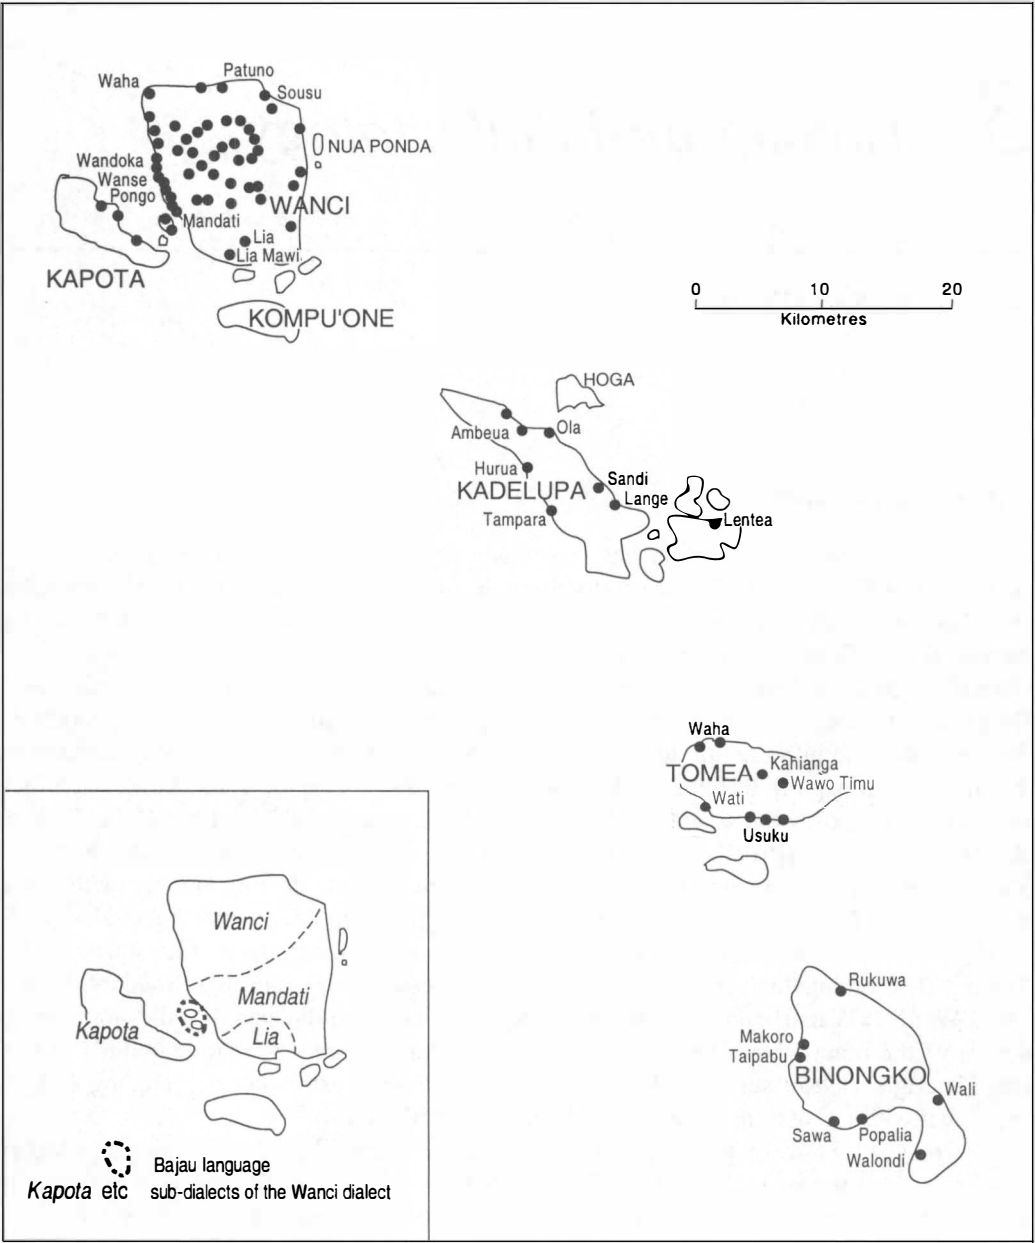 Patuno
Waha
Sousu
NUA PONDA
Wandoka
Wanse
Pongo
WANCI
Mandati
Lia
Lia Mawi
KAPOTA
KOMPU'ONE
0 10 20
Kilometres
HOGA
Ambeua
Ola
Hurua
Sandi
KADELUPA
Lange
Tampara
Lentea
Waha
Kahianga
TOMEA
Wawo Timu
Wati
Usuku
Wanci
Mandati
Kapota
Lia
Bajau language
Kapota etc sub-dialects of the Wanci dialect
Rukuwa
Makoro
Taipabu
BINONGKO
Wali
Sawa
Popalia
Walondi